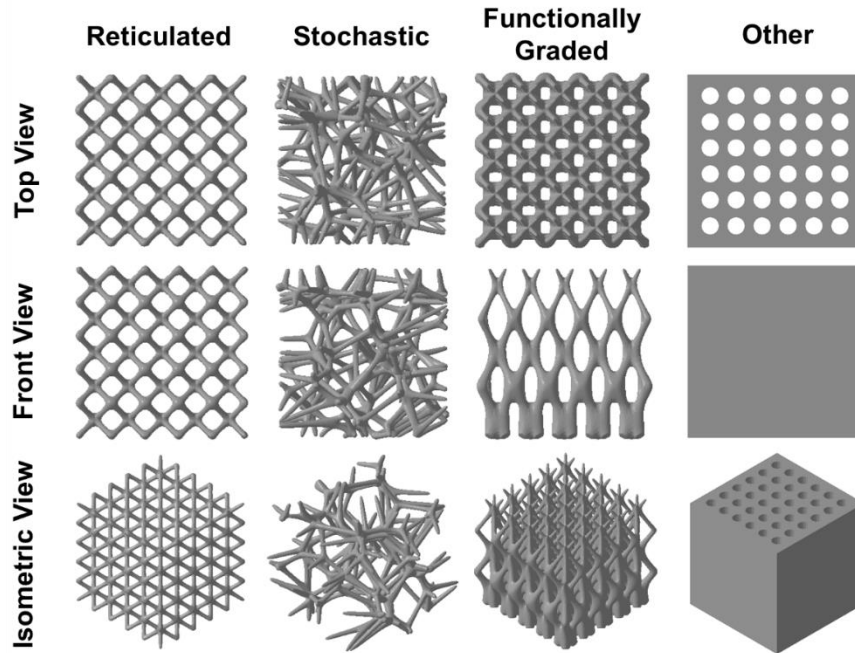 Reticulated
Stochastic
Functionally
Graded
Other
Top View
Front View
Isometric View